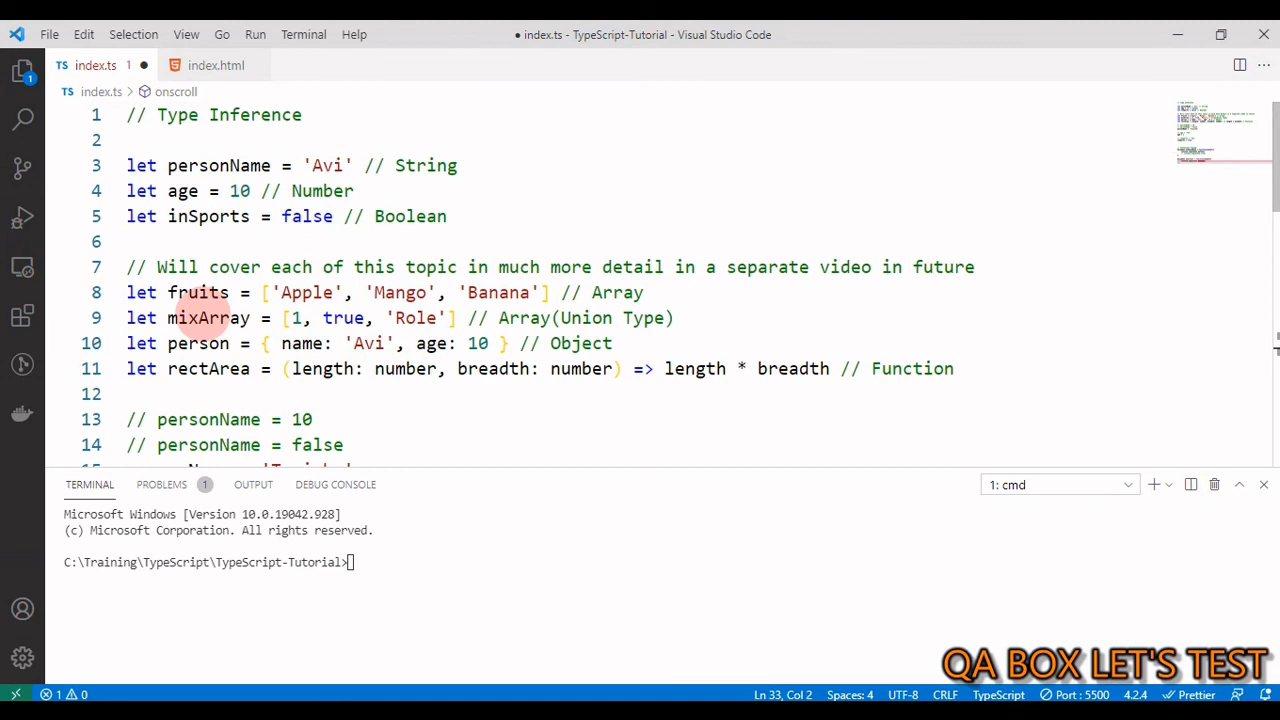 File Edit Selection View Go Run Terminal Help
● index.ts - TypeScript-Tutorial - Visual Studio Code
TS index.ts 1 ● index.html
TS index.ts > onscroll
1 // Type Inference
2
3 let personName = 'Avi' // String
4 let age = 10 // Number
5 let inSports = false // Boolean
6
7 // Will cover each of this topic in much more detail in a separate video in future
8 let fruits = ['Apple', 'Mango', 'Banana'] // Array
9 let mixArray = [1, true, 'Role'] // Array(Union Type)
10 let person = { name: 'Avi', age: 10 } // Object
11 let rectArea = (length: number, breadth: number) => length * breadth // Function
12
13 // personName = 10
14 // personName = false
TERMINAL PROBLEMS 1 OUTPUT DEBUG CONSOLE 1: cmd
Microsoft Windows [Version 10.0.19042.928]
(c) Microsoft Corporation. All rights reserved.
C:\Training\TypeScript\TypeScript-Tutorial>
QA BOX LET'S TEST
1 0 Ln 33, Col 2 Spaces: 4 UTF-8 CRLF TypeScript Port : 5500 4.2.4 Prettier